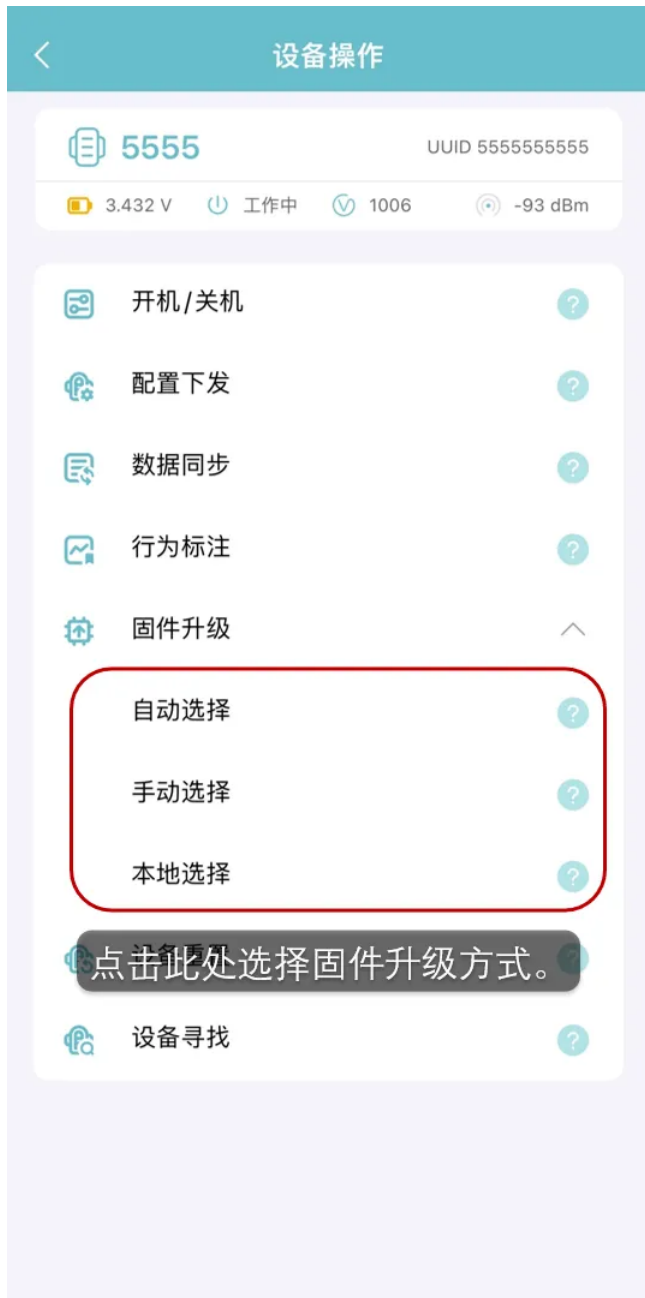 设备操作
5555 UUID 5555555555
3.432 V 工作中 1006 -93 dBm
开机/关机 ?
配置下发 ?
数据同步 ?
行为标注 ?
固件升级
自动选择 ?
手动选择 ?
本地选择 ?
点击此处选择固件升级方式。
设备寻找 ?